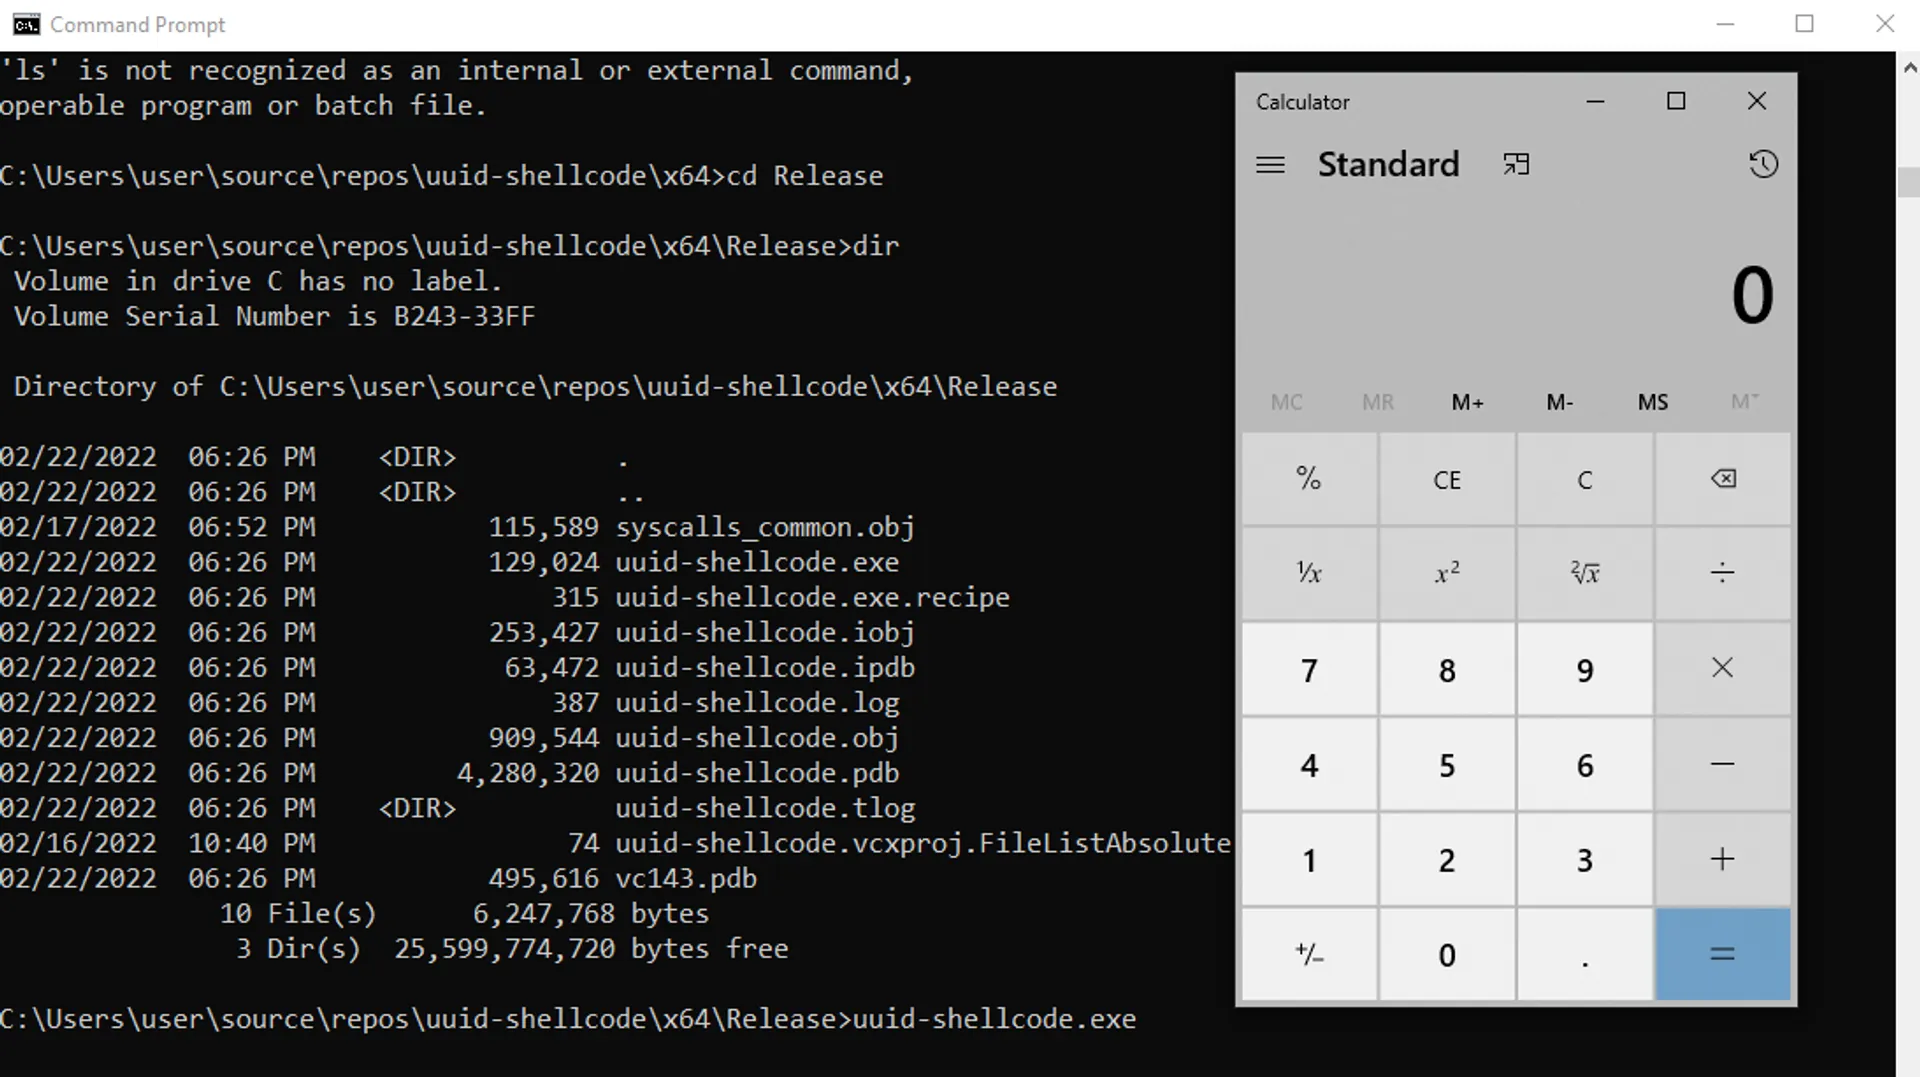 Command Prompt
'ls' is not recognized as an internal or external command,
operable program or batch file.
C:\Users\user\source\repos\uuid-shellcode\x64>cd Release
C:\Users\user\source\repos\uuid-shellcode\x64\Release>dir
Volume in drive C has no label.
Volume Serial Number is B243-33FF
Directory of C:\Users\user\source\repos\uuid-shellcode\x64\Release
02/22/2022 06:26 PM <DIR> .
02/22/2022 06:26 PM <DIR> ..
02/17/2022 06:52 PM 115,589 syscalls_common.obj
02/22/2022 06:26 PM 129,024 uuid-shellcode.exe
02/22/2022 06:26 PM 315 uuid-shellcode.exe.recipe
02/22/2022 06:26 PM 253,427 uuid-shellcode.iobj
02/22/2022 06:26 PM 63,472 uuid-shellcode.ipdb
02/22/2022 06:26 PM 387 uuid-shellcode.log
02/22/2022 06:26 PM 909,544 uuid-shellcode.obj
02/22/2022 06:26 PM 4,280,320 uuid-shellcode.pdb
02/22/2022 06:26 PM <DIR> uuid-shellcode.tlog
02/16/2022 10:40 PM 74 uuid-shellcode.vcxproj.FileListAbsolute
02/22/2022 06:26 PM 495,616 vc143.pdb
10 File(s) 6,247,768 bytes
3 Dir(s) 25,599,774,720 bytes free
C:\Users\user\source\repos\uuid-shellcode\x64\Release>uuid-shellcode.exe
Calculator
Standard
0
MC MR M+ M- MS M˅
% CE C
¹/x x² ²√x ÷
7 8 9 ×
4 5 6 −
1 2 3 +
+/− 0 . =